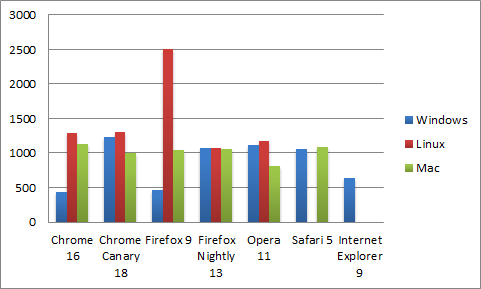 3000
2500
2000
1500
1000
500
0
Windows
Linux
Mac
Chrome
16
Chrome
Canary
18
Firefox 9
Firefox
Nightly
13
Opera
11
Safari 5
Internet
Explorer
9